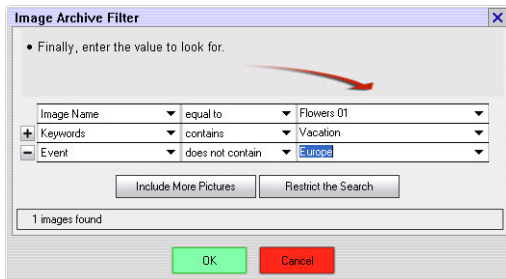 Image Archive Filter
• Finally, enter the value to look for.
Image Name equal to Flowers 01
+ Keywords contains Vacation
− Event does not contain Europe
Include More Pictures Restrict the Search
1 images found
OK Cancel